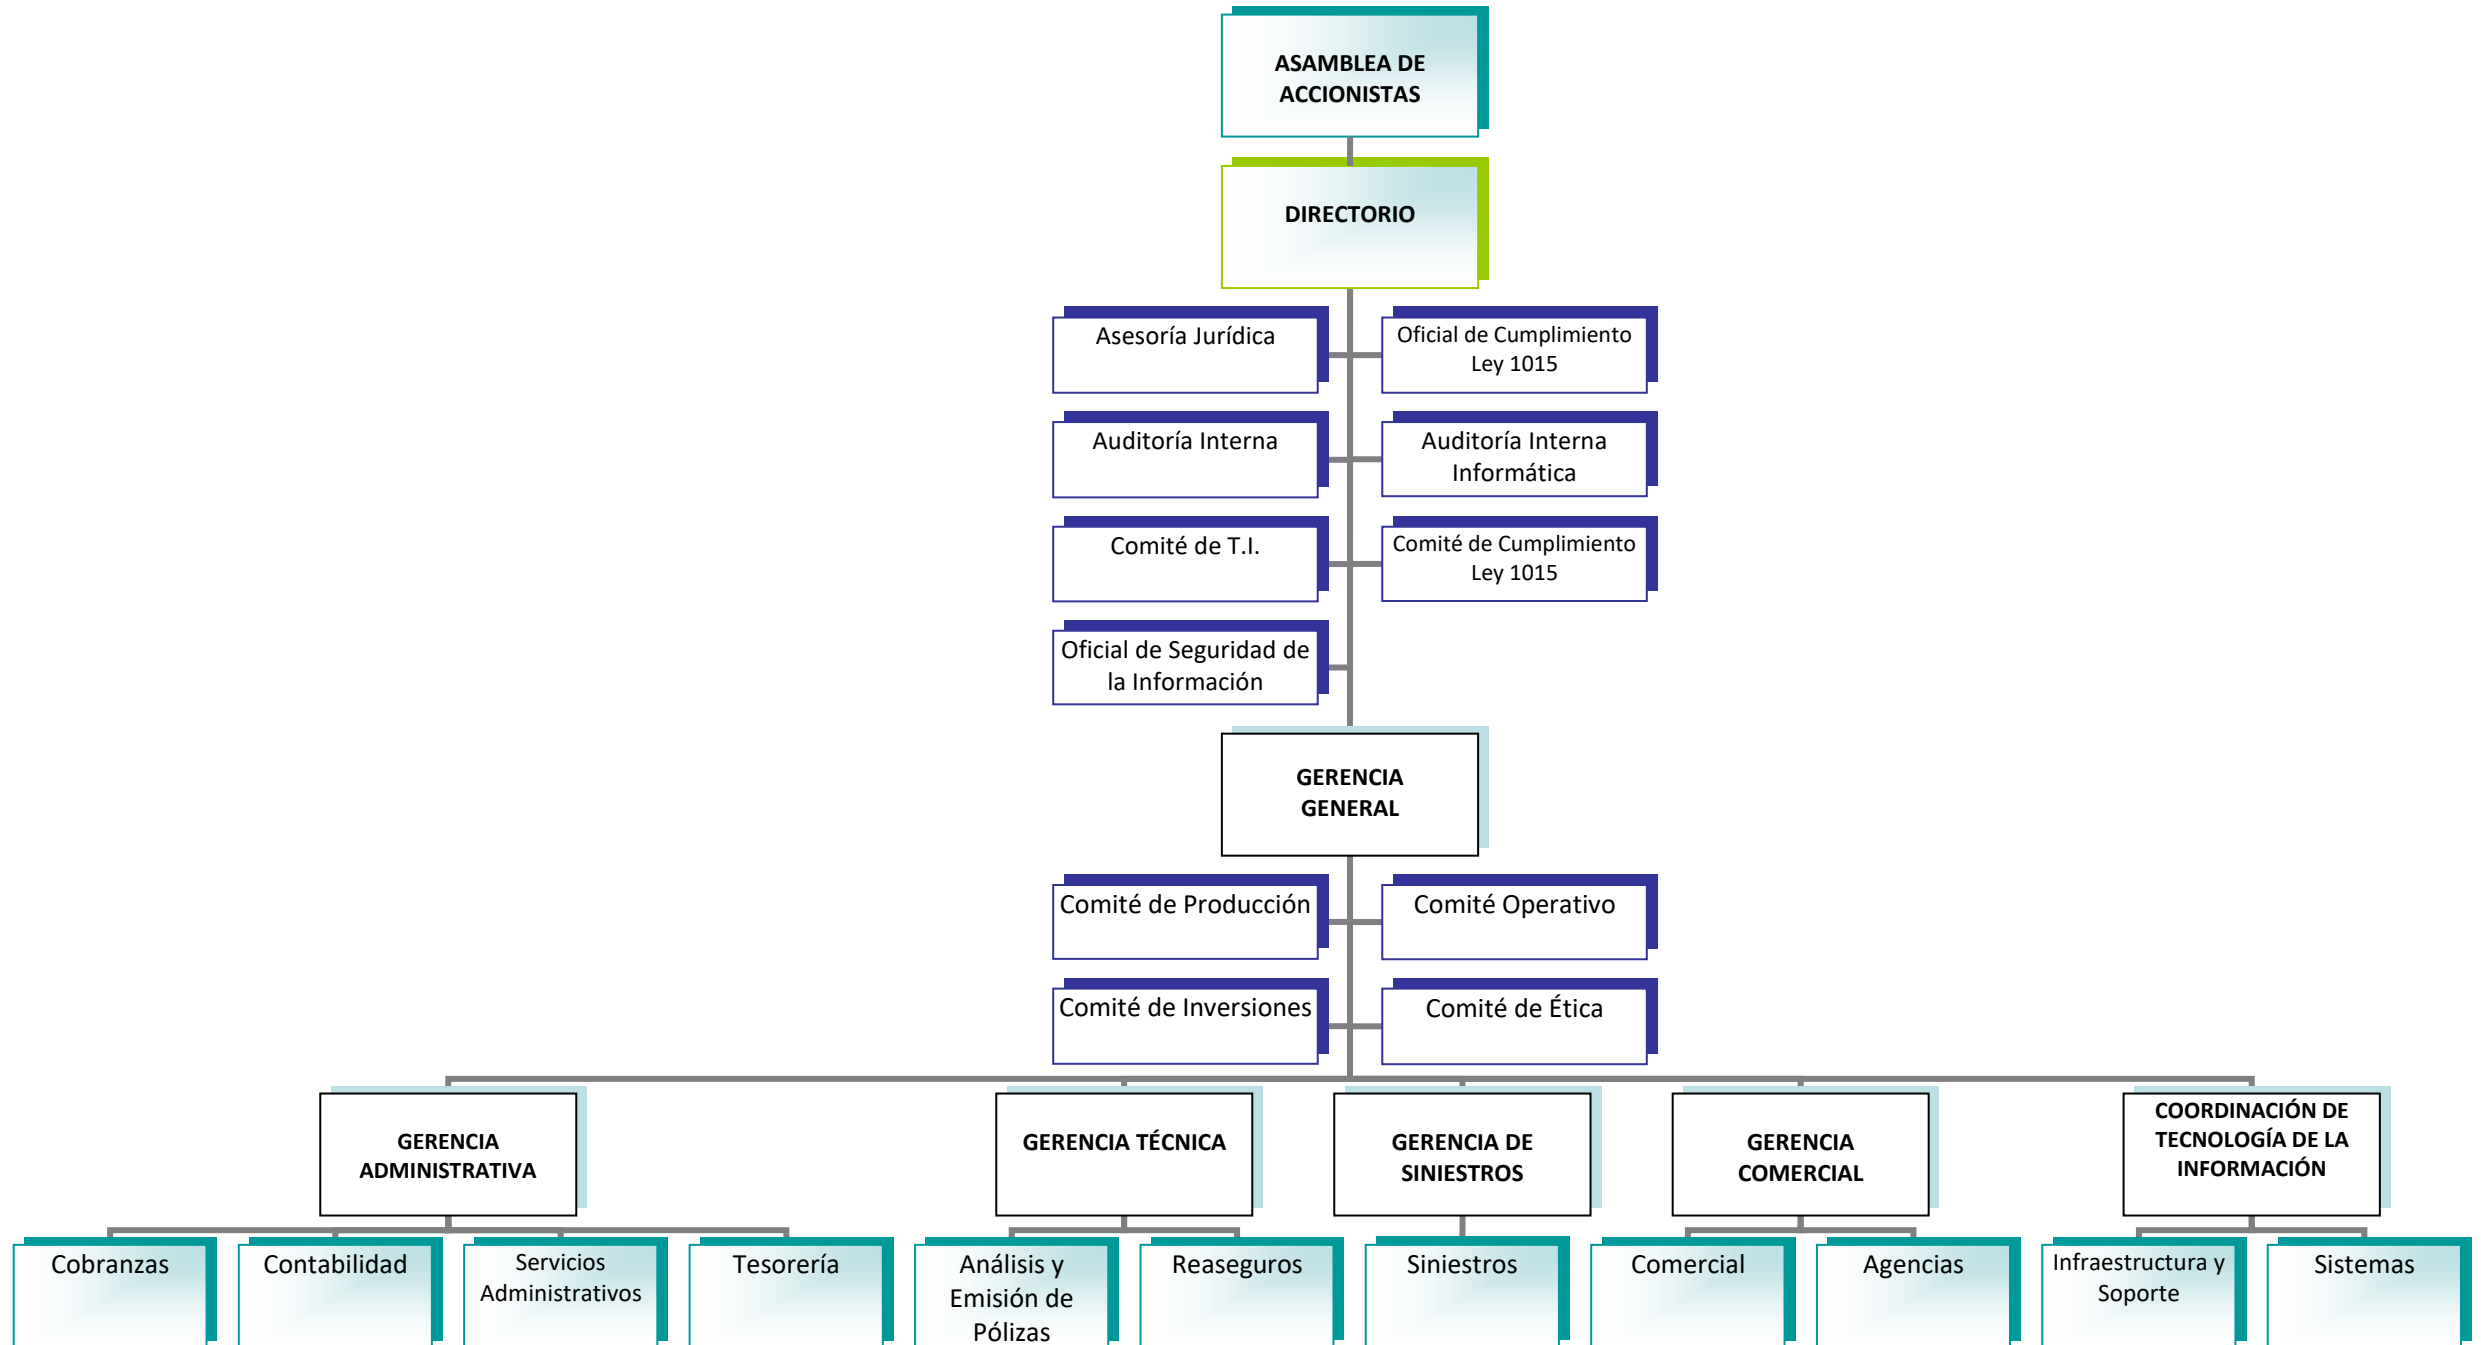 ASAMBLEA DE
ACCIONISTAS
DIRECTORIO
Asesoría Jurídica
Oficial de Cumplimiento
Ley 1015
Auditoría Interna
Auditoría Interna
Informática
Comité de T.I.
Comité de Cumplimiento
Ley 1015
Oficial de Seguridad de
la Información
GERENCIA
GENERAL
Comité de Producción
Comité Operativo
Comité de Inversiones
Comité de Ética
GERENCIA
ADMINISTRATIVA
GERENCIA TÉCNICA
GERENCIA DE
SINIESTROS
GERENCIA
COMERCIAL
COORDINACIÓN DE
TECNOLOGÍA DE LA
INFORMACIÓN
Cobranzas
Contabilidad
Servicios
Administrativos
Tesorería
Análisis y
Emisión de
Pólizas
Reaseguros
Siniestros
Comercial
Agencias
Infraestructura y
Soporte
Sistemas